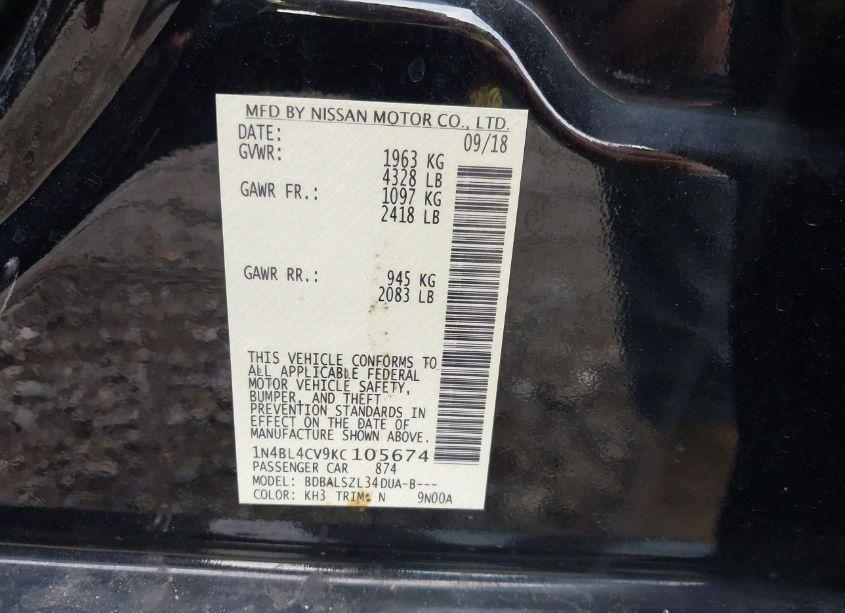 MFD BY NISSAN MOTOR CO., LTD.
DATE: 09/18
GVWR: 1963 KG
4328 LB
GAWR FR.: 1097 KG
2418 LB
GAWR RR.: 945 KG
2083 LB
THIS VEHICLE CONFORMS TO
ALL APPLICABLE FEDERAL
MOTOR VEHICLE SAFETY,
BUMPER, AND THEFT
PREVENTION STANDARDS IN
EFFECT ON THE DATE OF
MANUFACTURE SHOWN ABOVE.
1N4BL4CV9KC105674
PASSENGER CAR 874
MODEL: BDBALSZL34DUA-B---
COLOR: KH3 TRIM: N 9N00A